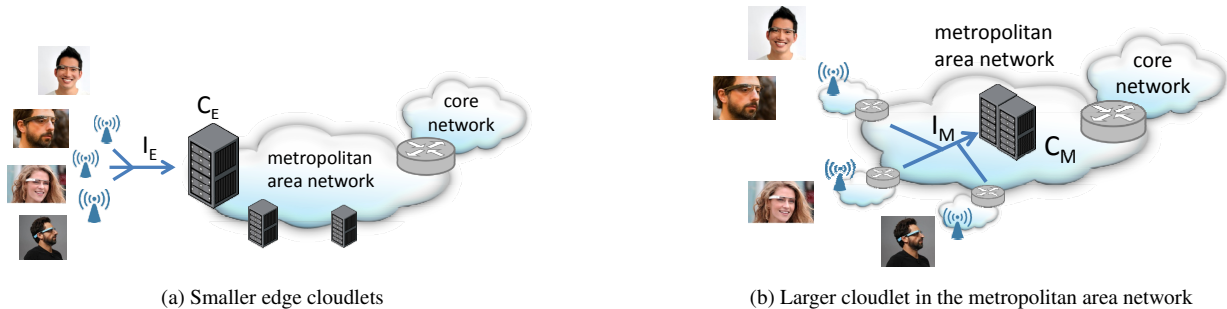 C_E
I_E
core
network
metropolitan
area network
(a) Smaller edge cloudlets
metropolitan
area network
core
network
I_M
C_M
(b) Larger cloudlet in the metropolitan area network